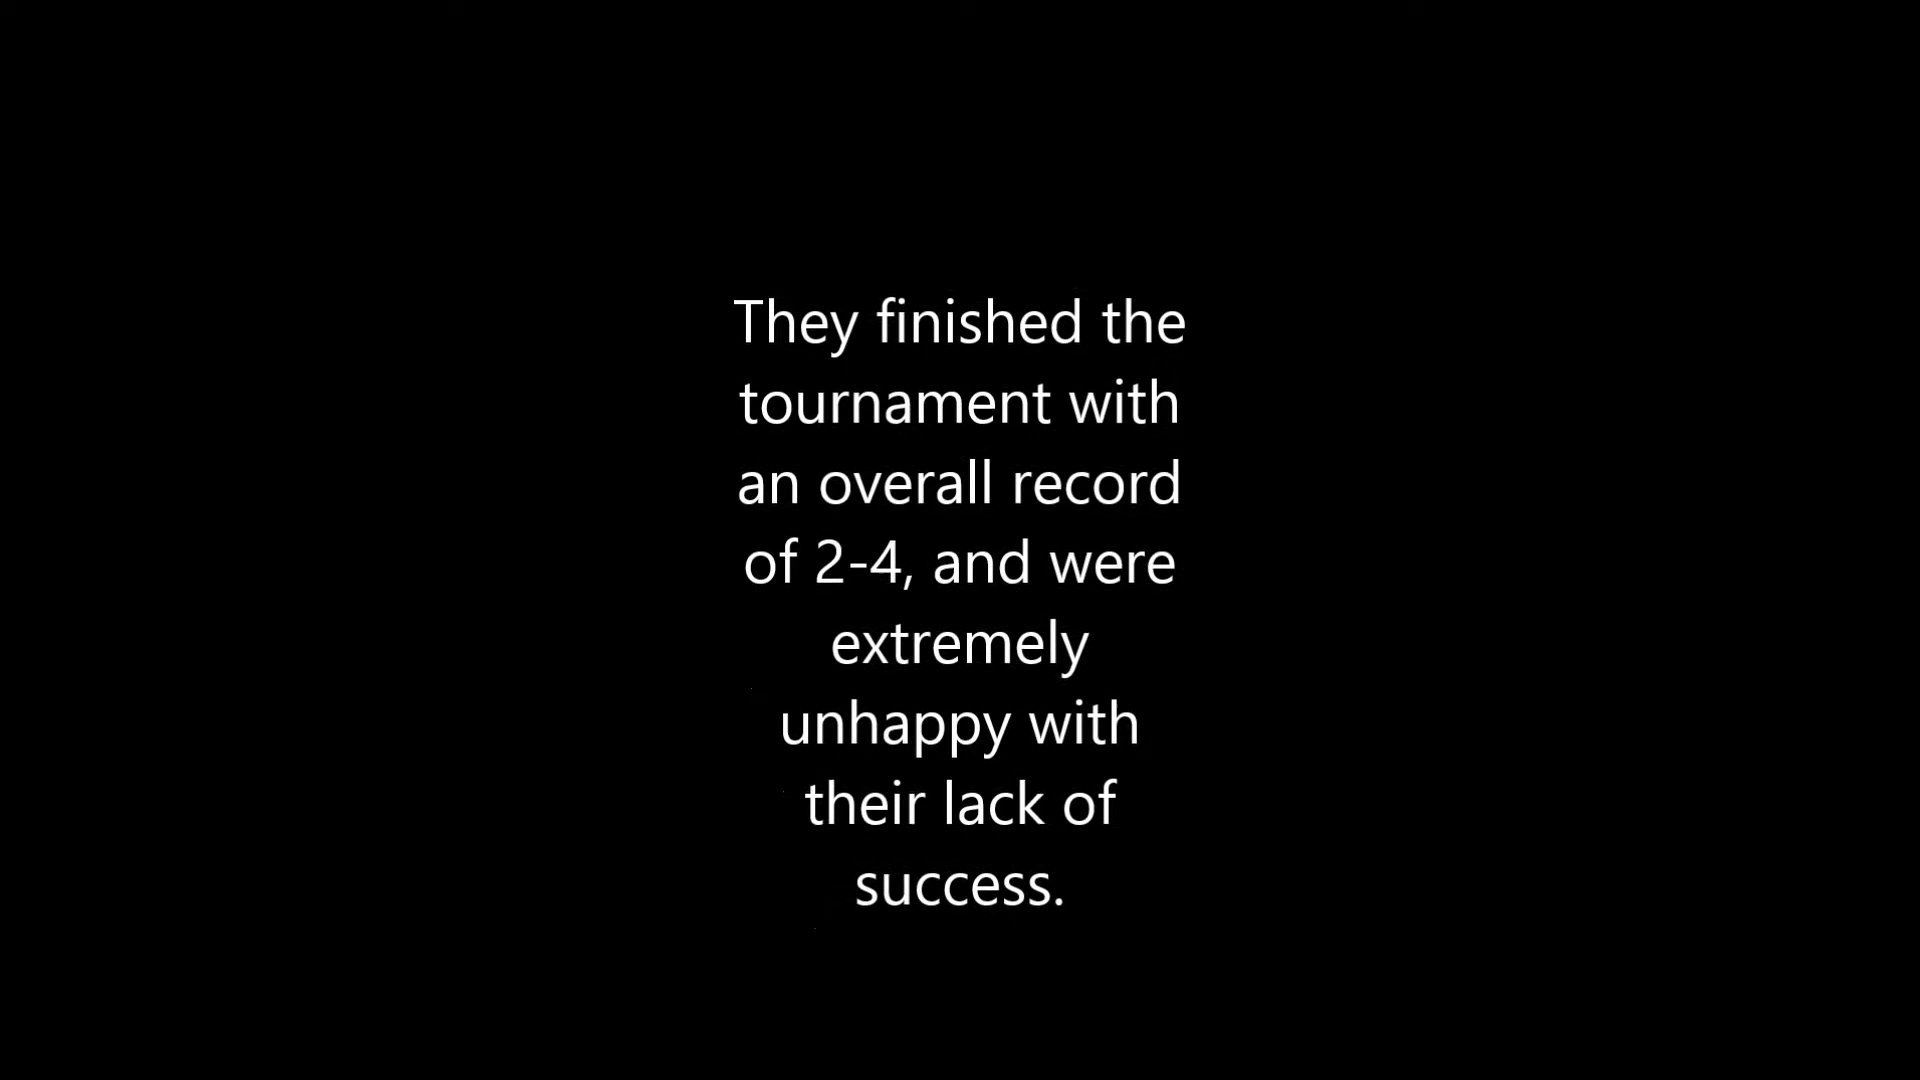 They finished the
tournament with
an overall record
of 2-4, and were
extremely
unhappy with
their lack of
success.